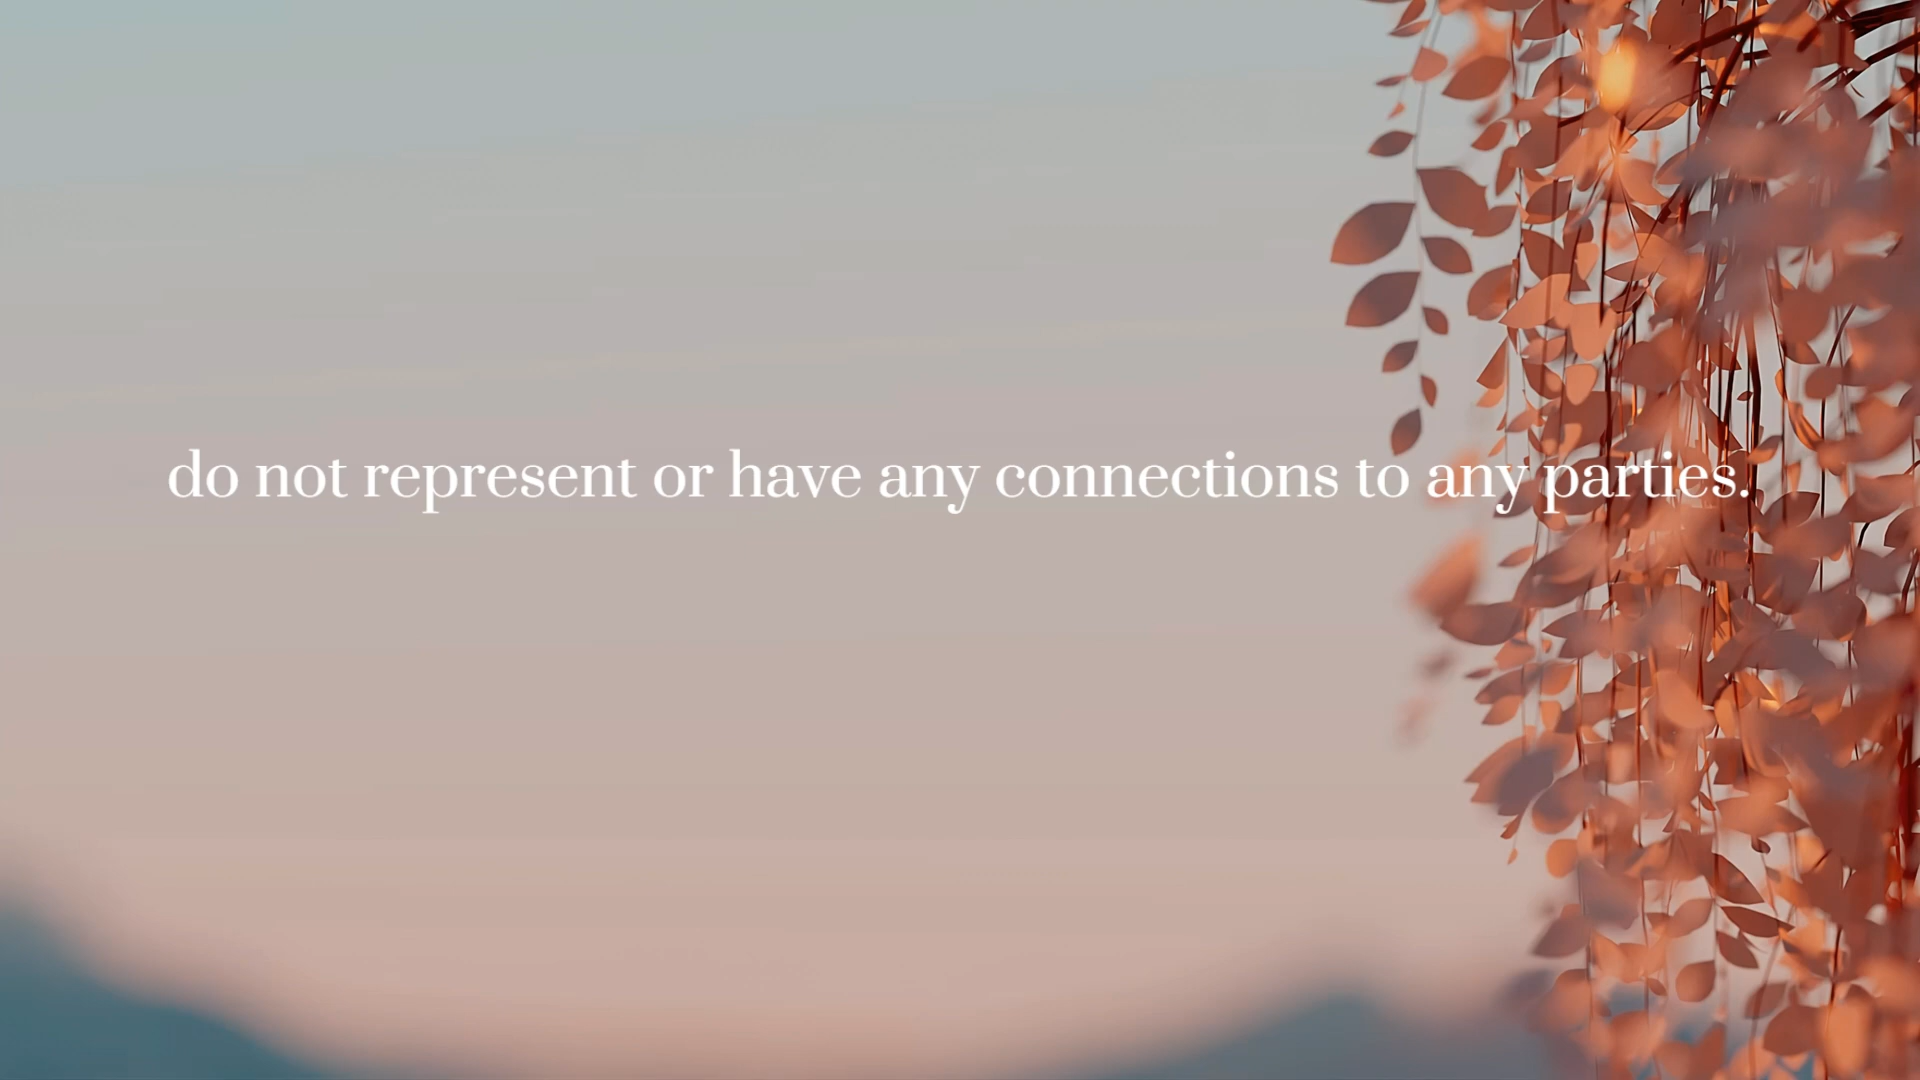 do not represent or have any connections to any parties.